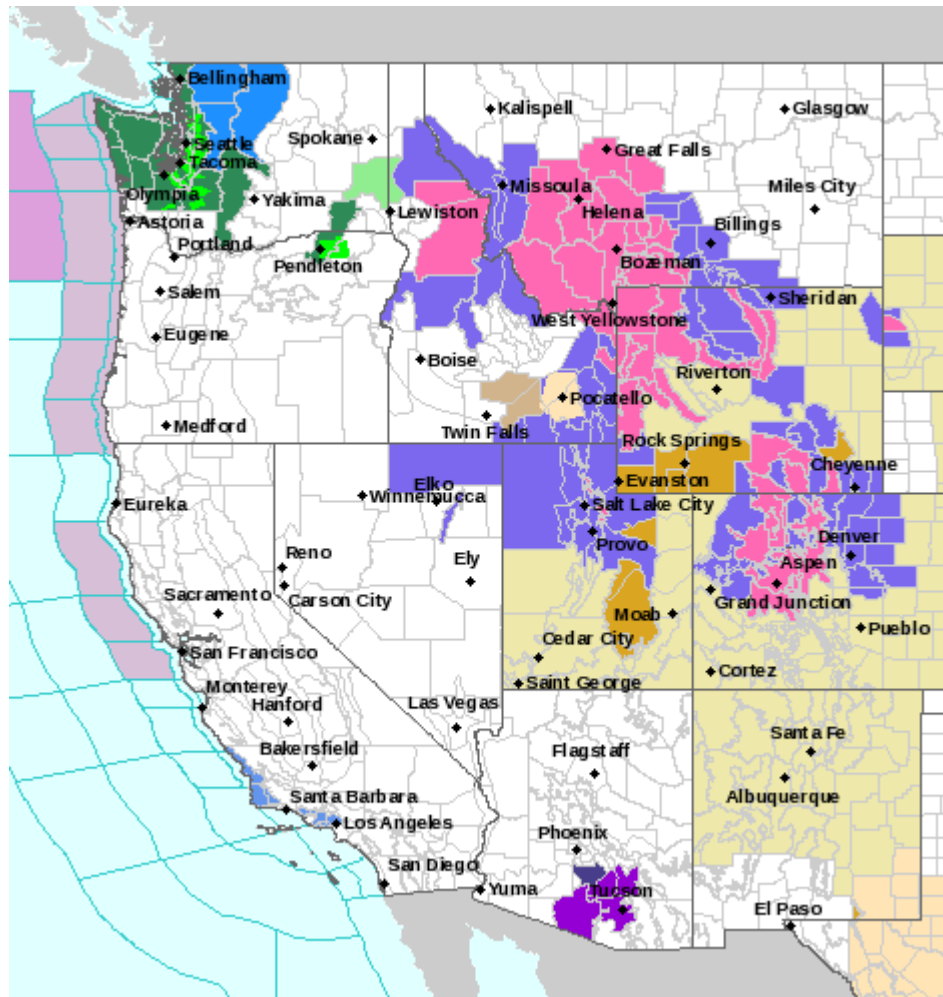 Bellingham
Kalispell
Glasgow
Spokane
Seattle
Great Falls
Tacoma
Olympia
Missoula
Miles City
Yakima
Lewiston
Helena
Astoria
Billings
Portland
Bozeman
Pendleton
Salem
Sheridan
West Yellowstone
Eugene
Boise
Riverton
Pocatello
Medford
Twin Falls
Rock Springs
Cheyenne
Elko
Evanston
Winnemucca
Eureka
Salt Lake City
Provo
Denver
Reno
Ely
Aspen
Sacramento
Carson City
Grand Junction
Moab
Pueblo
Cedar City
San Francisco
Cortez
Saint George
Monterey
Hanford
Las Vegas
Santa Fe
Bakersfield
Flagstaff
Albuquerque
Santa Barbara
Los Angeles
Phoenix
San Diego
Yuma
Tucson
El Paso